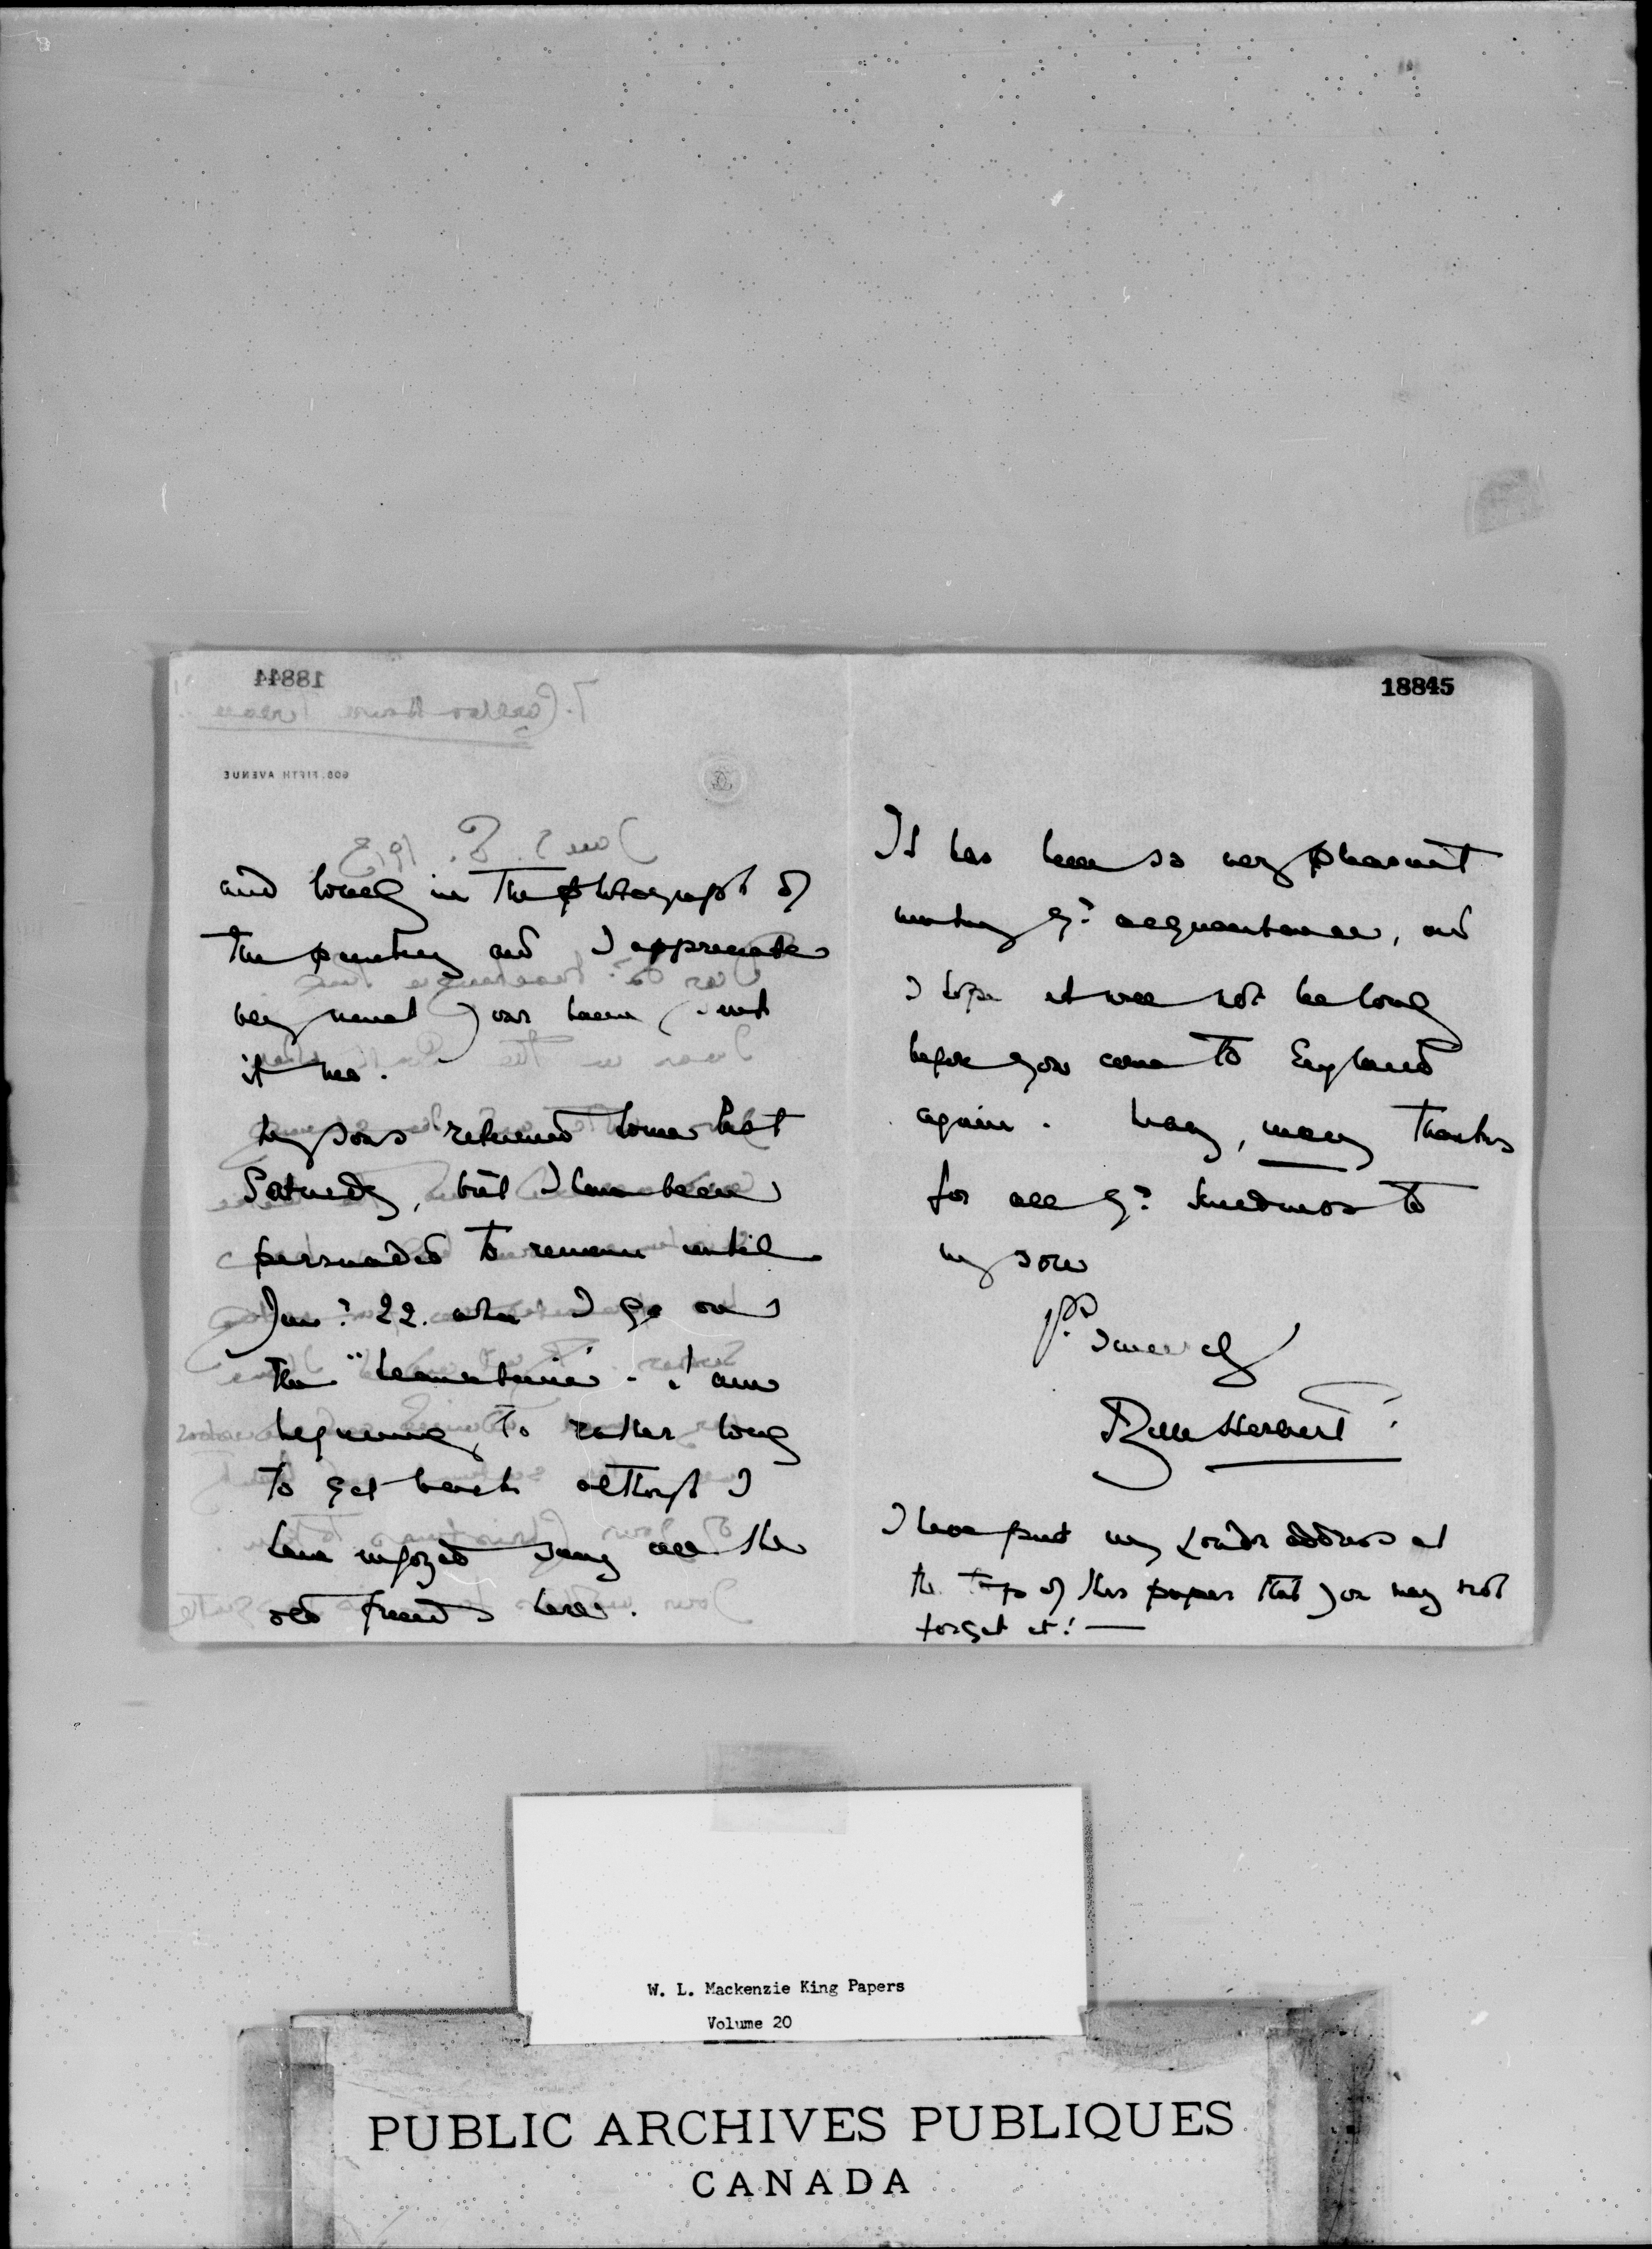 18845
and lovely in the photograph of
the painting and I appreciate
very much your having sent
it me.
My sons returned home last
Saturday, but I have been
persuaded to remain until
Jan: 22. when I go on
the "Mauretania". I am
beginning to rather long
to get back although I
have enjoyed seeing all the
old friends here.
It has been so very pleasant
making yr. acquaintance, and
I hope it will not be long
before you come to England
again. Many, many thanks
for all yr. kindness to
my sons
Yrs. sincerely
Belle Herbert.
I have put my London address at
the top of this paper that you may not
forget it! —
18844
7. Carlton House Terrace
608. FIFTH AVENUE
W. L. Mackenzie King Papers
Volume 20
PUBLIC ARCHIVES PUBLIQUES
CANADA